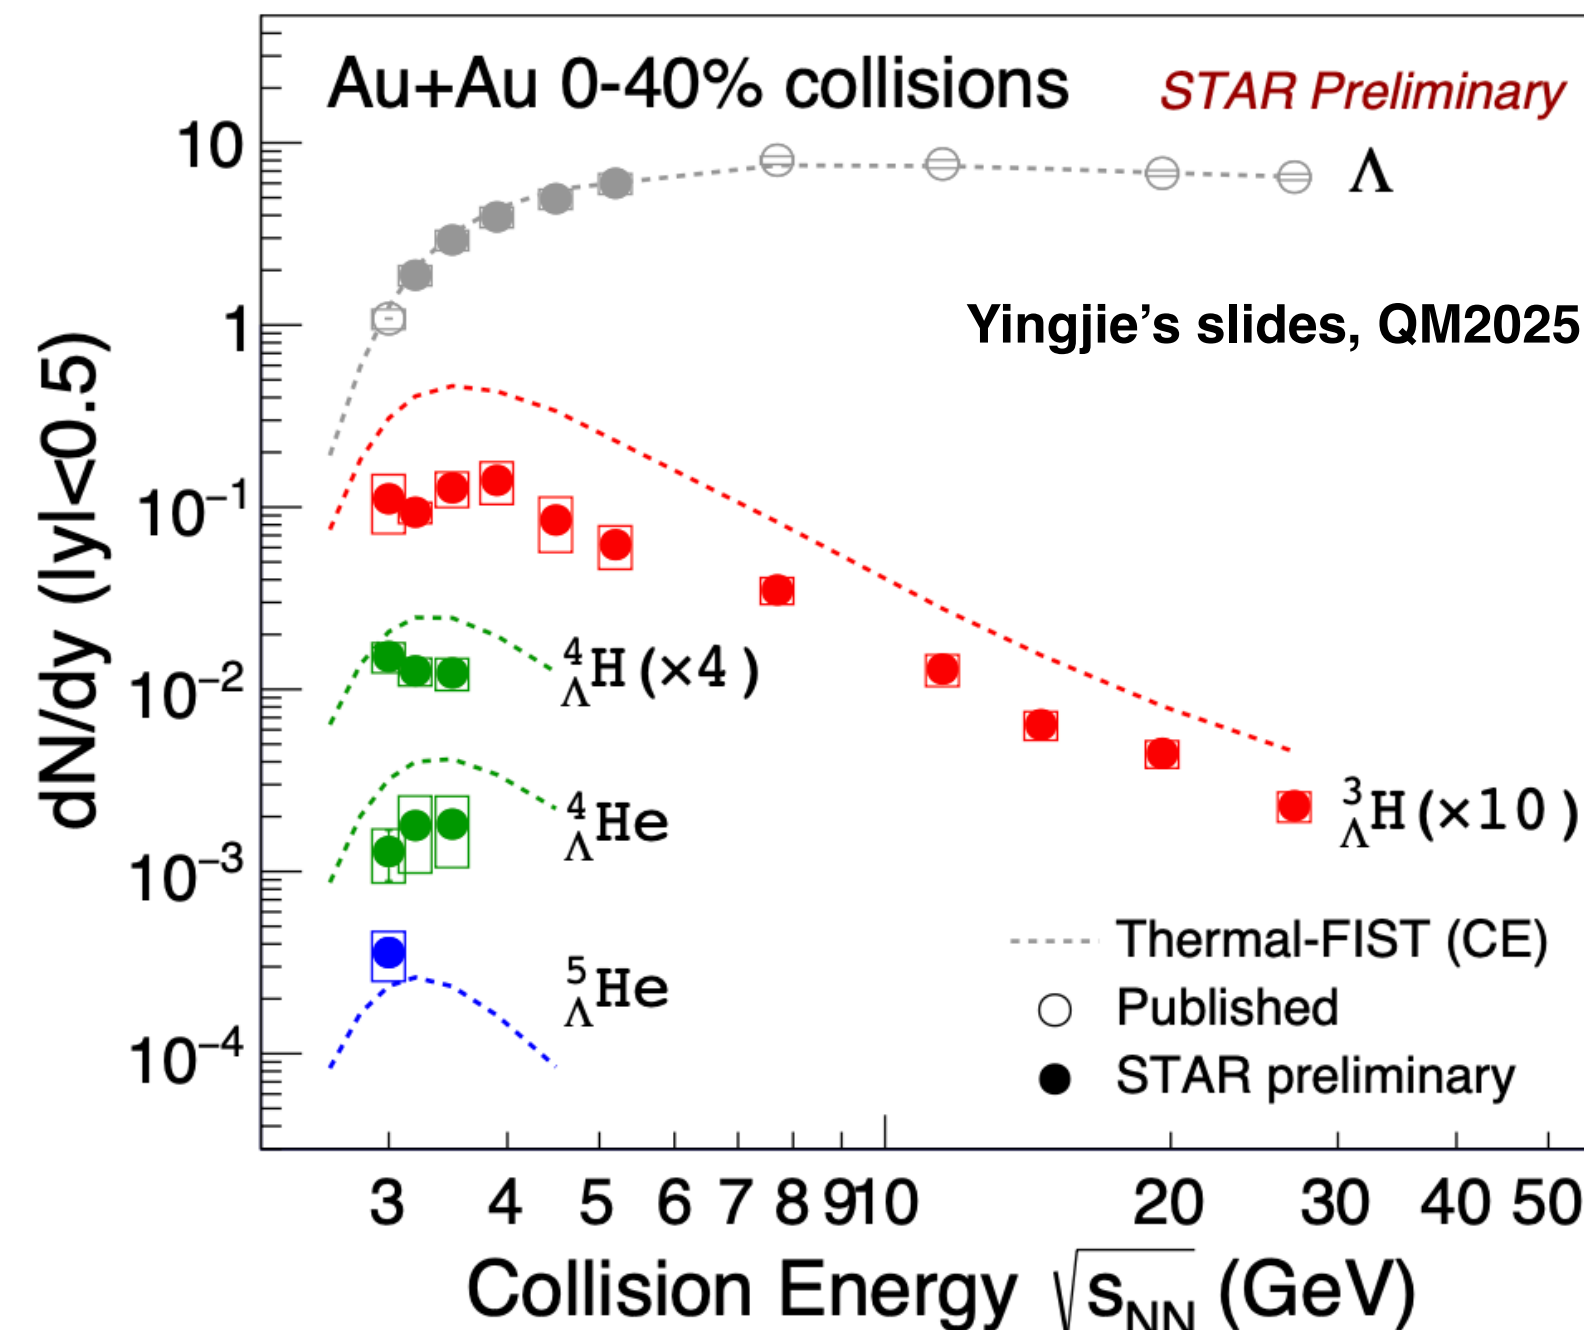 Au+Au 0-40% collisions STAR Preliminary
10
Λ
1
Yingjie’s slides, QM2025
dN/dy (|y|<0.5)
10⁻¹
⁴ΛH(×4)
10⁻²
⁴ΛHe
³ΛH(×10)
10⁻³
⁵ΛHe
Thermal-FIST (CE)
Published
10⁻⁴
STAR preliminary
3 4 5 6 7 8 9 10 20 30 40 50
Collision Energy √sNN (GeV)